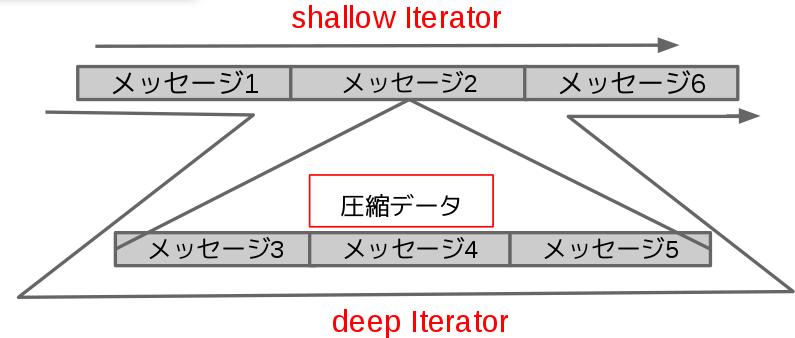 shallow Iterator
メッセージ1 メッセージ2 メッセージ6
圧縮データ
メッセージ3 メッセージ4 メッセージ5
deep Iterator